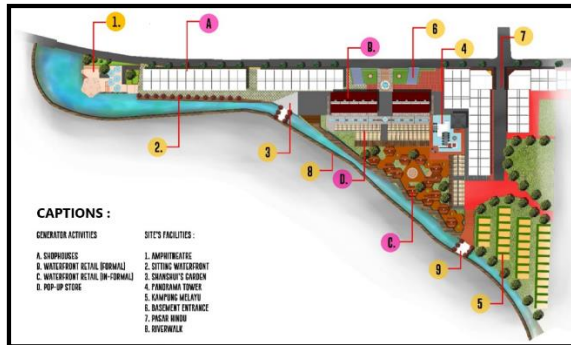 1.
A
6
7
B.
4
2.
3
8
D.
C.
9
5
CAPTIONS :
GENERATOR ACTIVITIES
A. SHOPHOUSES
B. WATERFRONT RETAIL (FORMAL)
C. WATERFRONT RETAIL (IN-FORMAL)
D. POP-UP STORE
SITE'S FACILITIES :
1. AMPHITEATRE
2. SITTING WATERFRONT
3. SHANSHUI'S GARDEN
4. PANORAMA TOWER
5. KAMPUNG MELAYU
6. BASEMENT ENTRANCE
7. PASAR HINDU
8. RIVERWALK